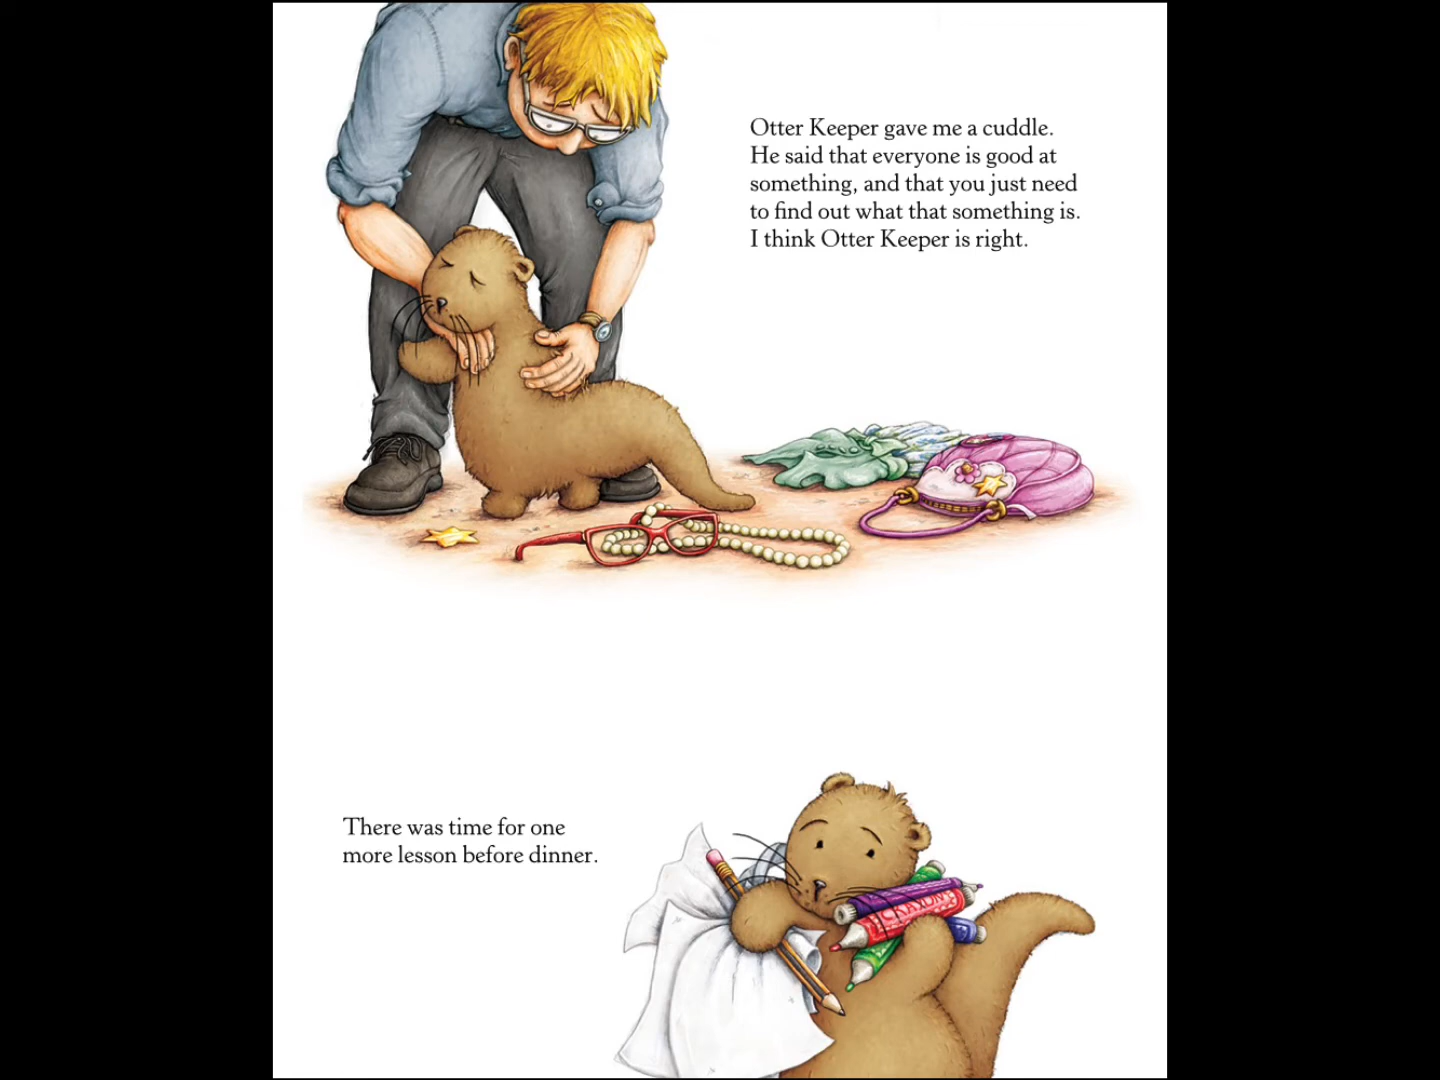 Otter Keeper gave me a cuddle.
He said that everyone is good at
something, and that you just need
to find out what that something is.
I think Otter Keeper is right.
There was time for one
more lesson before dinner.
CRAYON